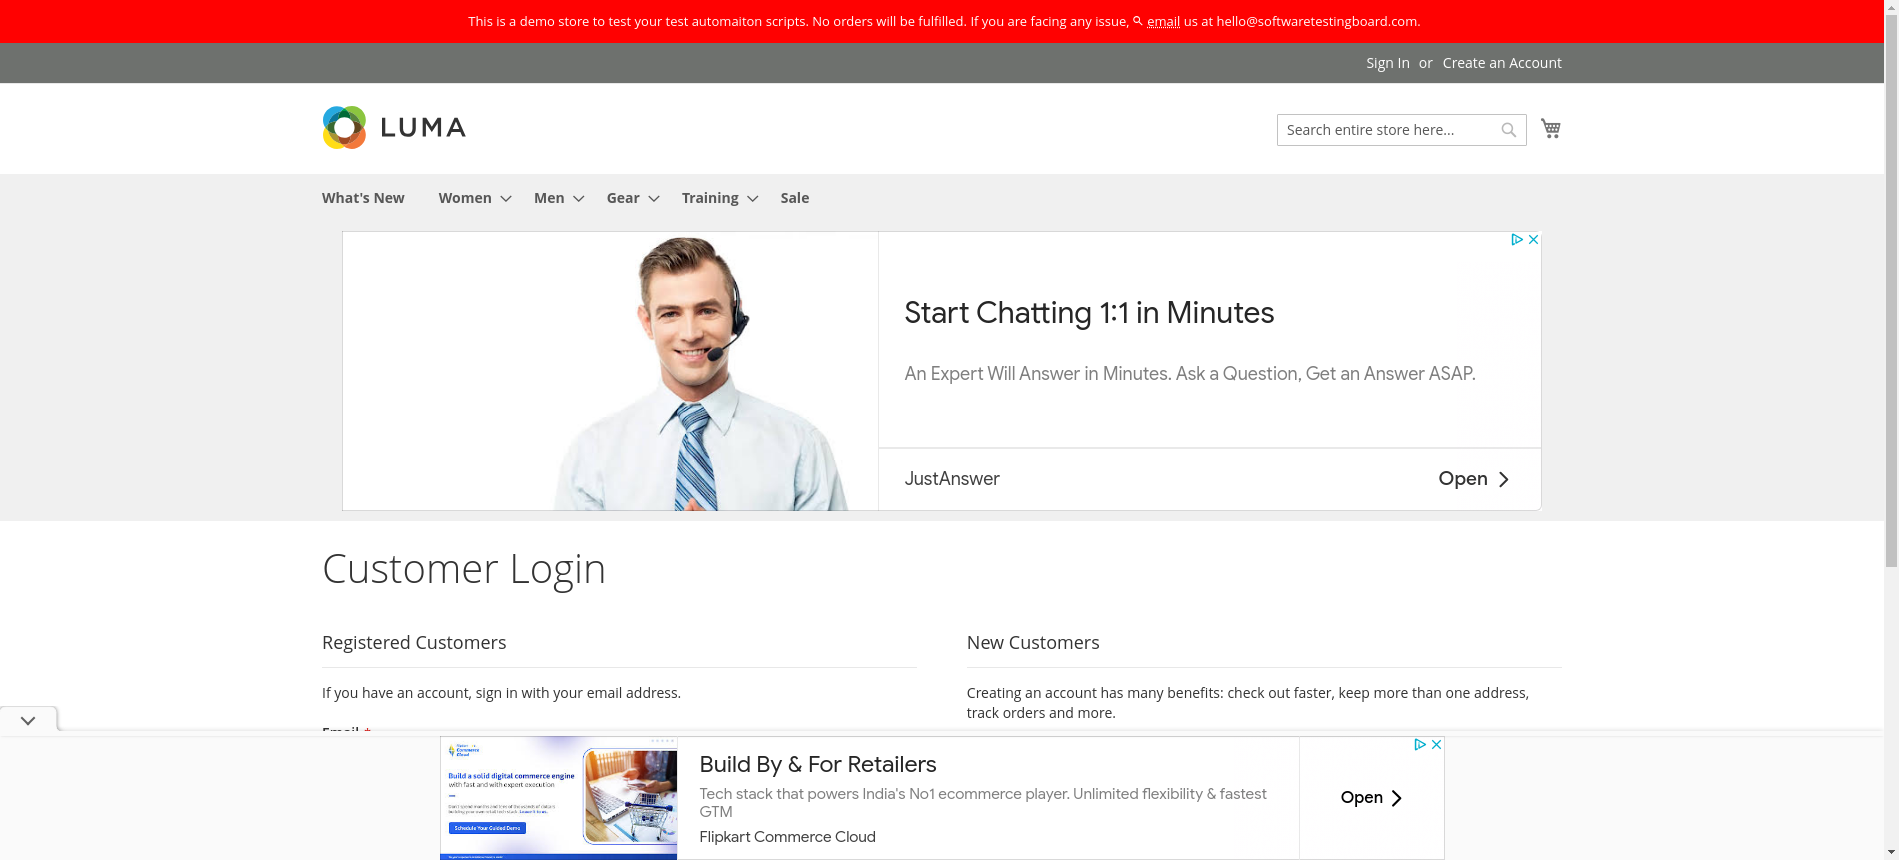 This is a demo store to test your test automaiton scripts. No orders will be fulfilled. If you are facing any issue, email us at hello@softwaretestingboard.com.
Sign In or Create an Account
LUMA
Search entire store here...
What's New Women Men Gear Training Sale
Start Chatting 1:1 in Minutes
An Expert Will Answer in Minutes. Ask a Question, Get an Answer ASAP.
JustAnswer
Open
Customer Login
Registered Customers
If you have an account, sign in with your email address.
Email *
New Customers
Creating an account has many benefits: check out faster, keep more than one address,
track orders and more.
Commerce
Cloud
Build a solid digital commerce engine
with fast and with expert execution
Schedule Your Guided Demo
Build By & For Retailers
Tech stack that powers India's No1 ecommerce player. Unlimited flexibility & fastest
GTM
Flipkart Commerce Cloud
Open